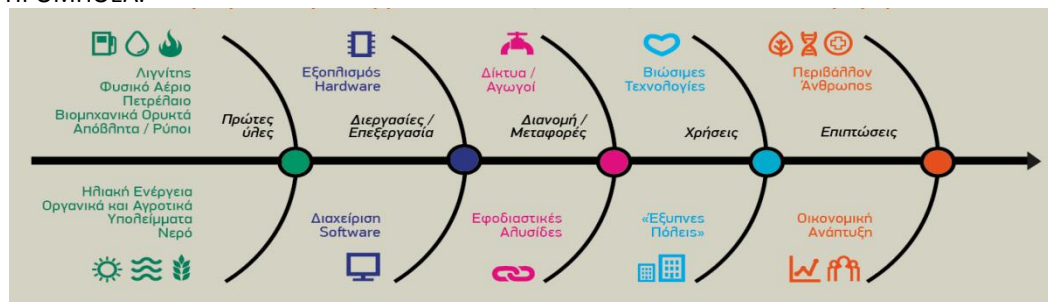 Λιγνίτης
Φυσικό Αέριο
Πετρέλαιο
Βιομηχανικά Ορυκτά
Απόβλητα / Ρύποι
Πρώτες
ύλες
Εξοπλισμός
Hardware
Διεργασίες /
Επεξεργασία
Δίκτυα /
Αγωγοί
Διανομή /
Μεταφορές
Βιώσιμες
Τεχνολογίες
Χρήσεις
Περιβάλλον
Άνθρωπος
Επιπτώσεις
Ηλιακή Ενέργεια
Οργανικά και Αγροτικά
Υπολείμματα
Νερό
Διαχείριση
Software
Εφοδιαστικές
Αλυσίδες
«Έξυπνες
Πόλεις»
Οικονομική
Ανάπτυξη